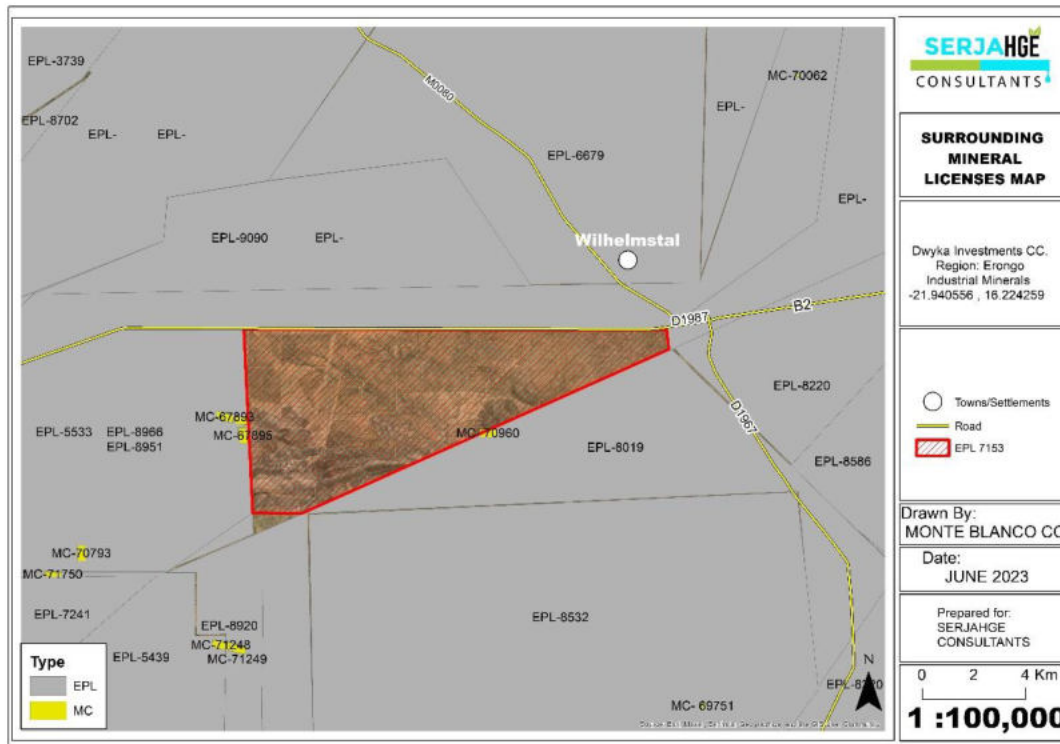 EPL-3739
MC-70062
EPL-8702
EPL-
EPL-
EPL-
M0080
EPL-6679
EPL-
EPL-9090
EPL-
Wilhelmstal
D1987
B2
EPL-8220
MC-67893
MC-67895
EPL-5533
EPL-8966
EPL-8951
MC-70960
EPL-8019
D1967
EPL-8586
MC-70793
MC-71750
EPL-7241
EPL-8920
EPL-8532
MC-71248
MC-71249
EPL-5439
MC- 69751
N
Type
EPL
MC
SERJAHGE
CONSULTANTS
SURROUNDING
MINERAL
LICENSES MAP
Dwyka Investments CC.
Region: Erongo
Industrial Minerals
-21.940556 , 16.224259
Towns/Settlements
Road
EPL 7153
Drawn By:
MONTE BLANCO CC
Date:
JUNE 2023
Prepared for:
SERJAHGE
CONSULTANTS
0 2 4 Km
1 :100,000